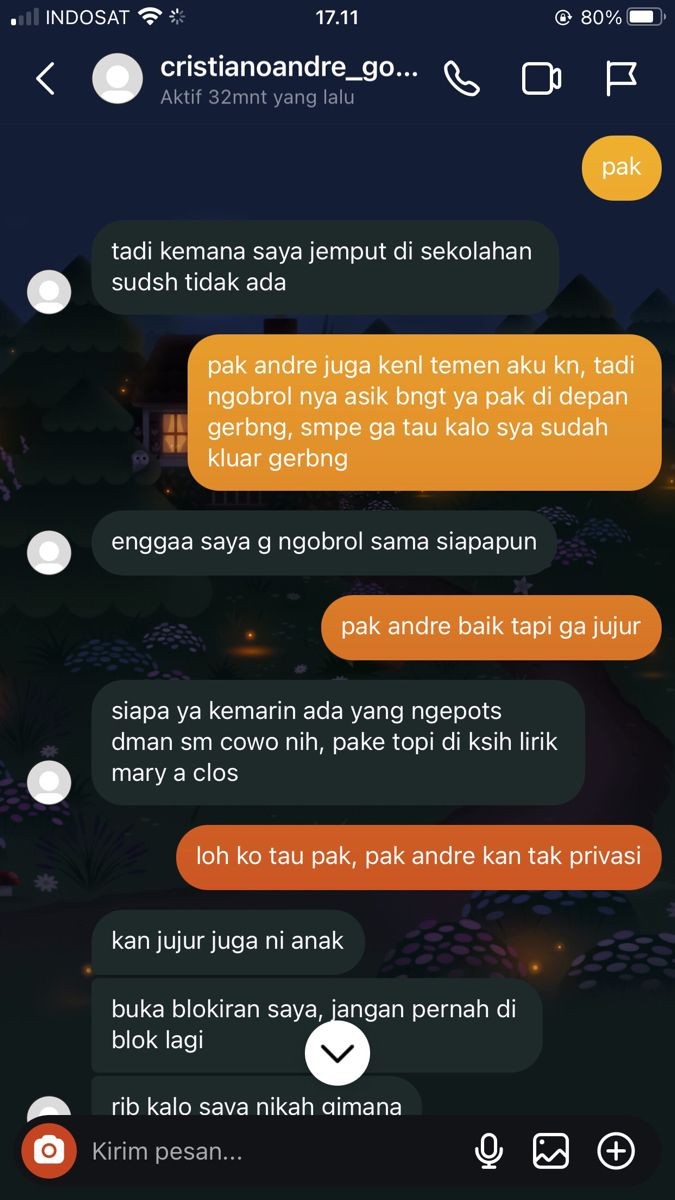 INDOSAT 17.11 80%
cristianoandre_go...
Aktif 32mnt yang lalu
pak
tadi kemana saya jemput di sekolahan
sudsh tidak ada
pak andre juga kenl temen aku kn, tadi
ngobrol nya asik bngt ya pak di depan
gerbng, smpe ga tau kalo sya sudah
kluar gerbng
enggaa saya g ngobrol sama siapapun
pak andre baik tapi ga jujur
siapa ya kemarin ada yang ngepots
dman sm cowo nih, pake topi di ksih lirik
mary a clos
loh ko tau pak, pak andre kan tak privasi
kan jujur juga ni anak
buka blokiran saya, jangan pernah di
blok lagi
rib kalo saya nikah gimana
Kirim pesan...